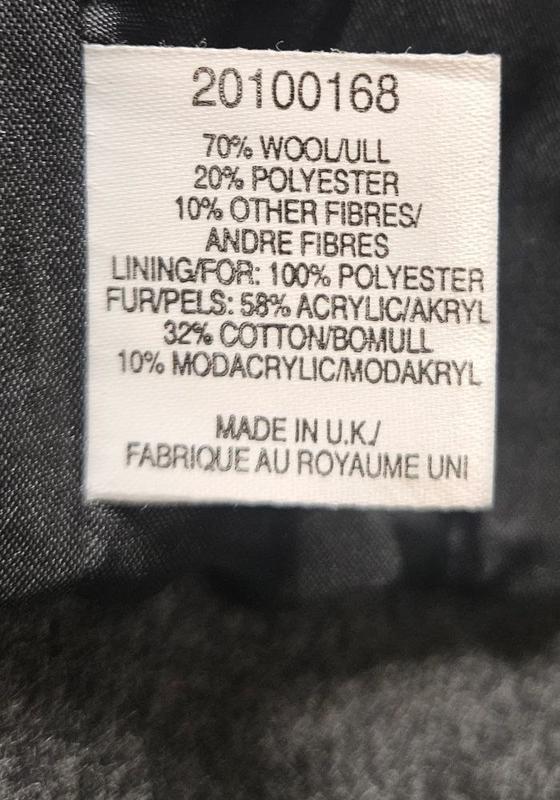 20100168
70% WOOL/ULL
20% POLYESTER
10% OTHER FIBRES/
ANDRE FIBRES
LINING/FOR: 100% POLYESTER
FUR/PELS: 58% ACRYLIC/AKRYL
32% COTTON/BOMULL
10% MODACRYLIC/MODAKRYL
MADE IN U.K./
FABRIQUE AU ROYAUME UNI